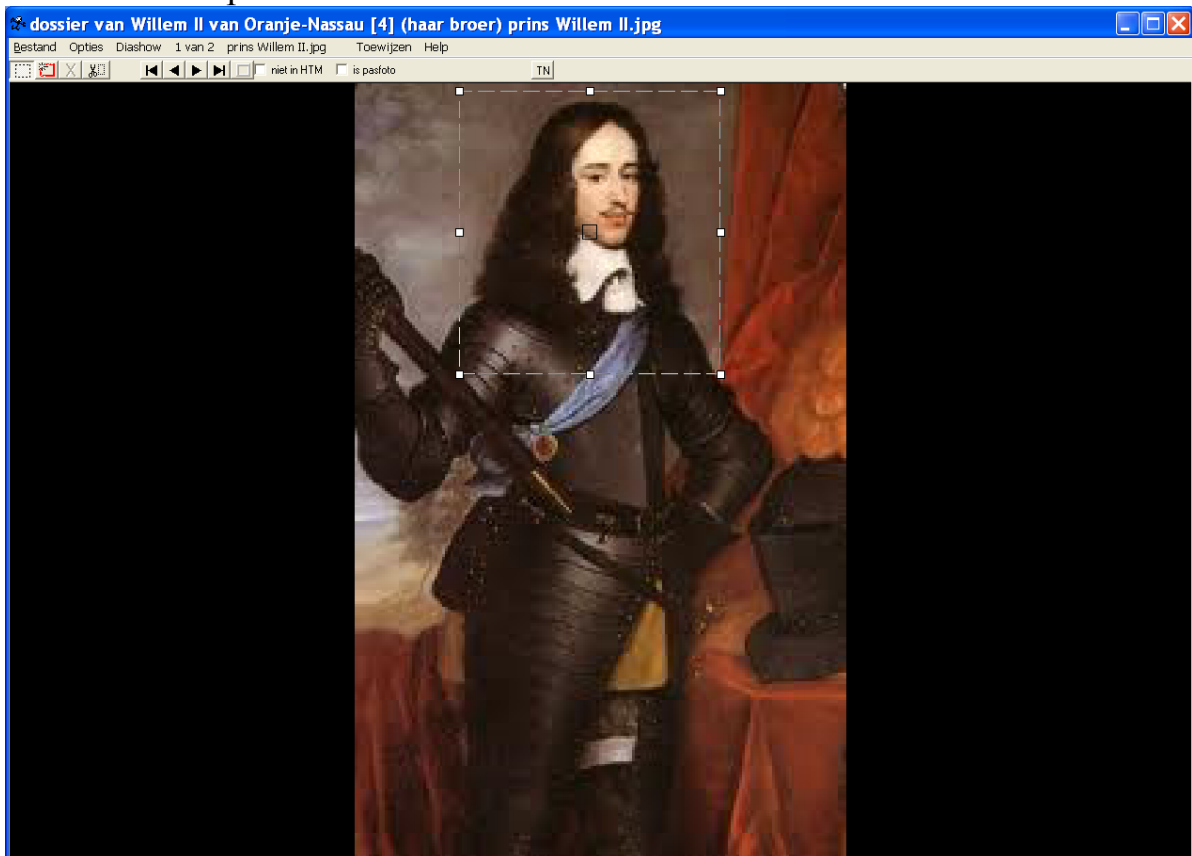 dossier van Willem II van Oranje-Nassau [4] (haar broer) prins Willem II.jpg
Bestand Opties Diashow 1 van 2 prins Willem II.jpg Toewijzen Help
niet in HTM is pasfoto TN